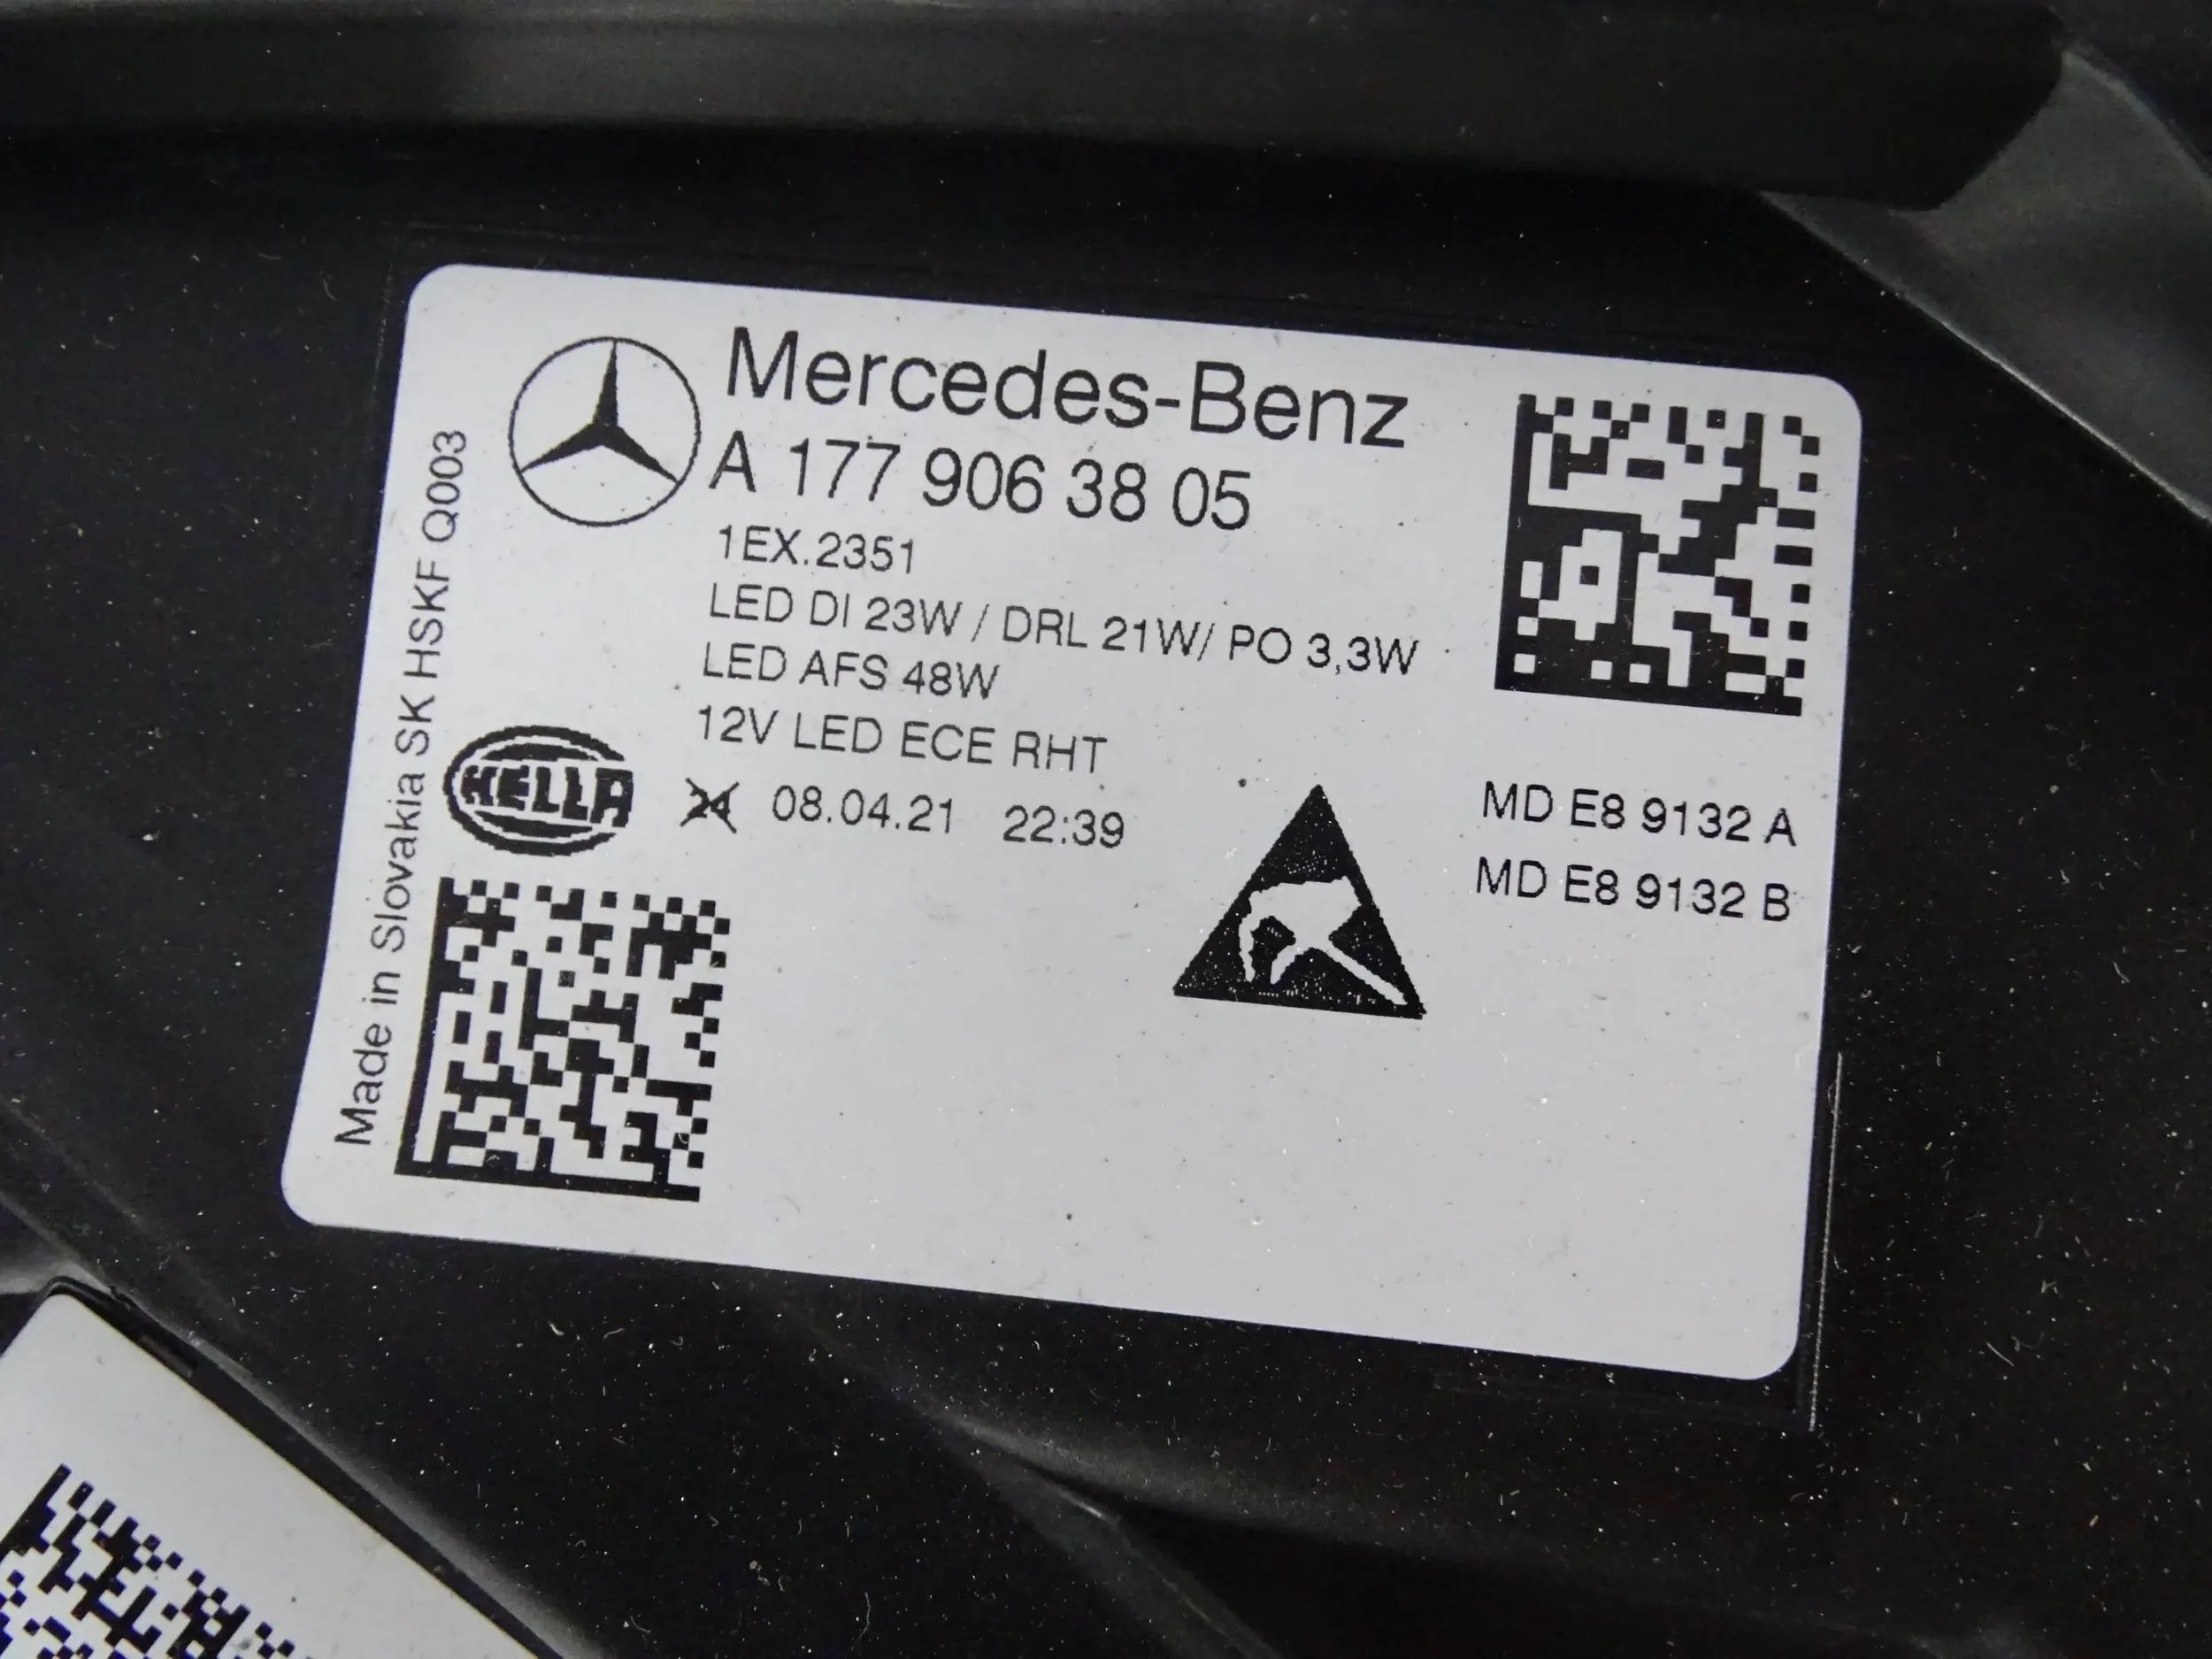 Mercedes-Benz
A 177 906 38 05
1EX.2351
LED DI 23W / DRL 21W/ PO 3,3W
LED AFS 48W
12V LED ECE RHT
24 08.04.21 22:39
HELLA
MD E8 9132 A
MD E8 9132 B
Made in Slovakia SK HSKF Q003